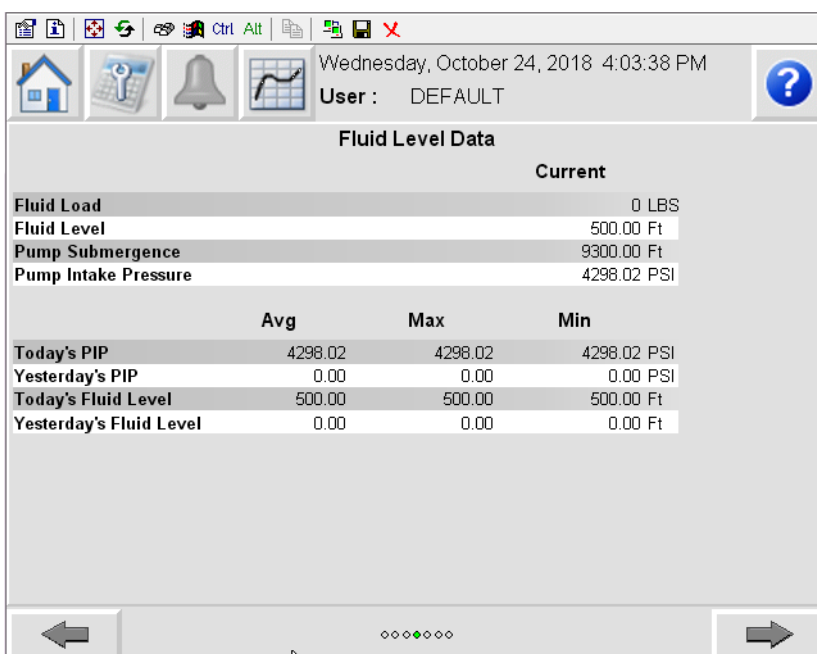 Ctrl Alt
Wednesday, October 24, 2018 4:03:38 PM
User : DEFAULT
?
Fluid Level Data
Current
Fluid Load 0 LBS
Fluid Level 500.00 Ft
Pump Submergence 9300.00 Ft
Pump Intake Pressure 4298.02 PSI
Avg Max Min
Today's PIP 4298.02 4298.02 4298.02 PSI
Yesterday's PIP 0.00 0.00 0.00 PSI
Today's Fluid Level 500.00 500.00 500.00 Ft
Yesterday's Fluid Level 0.00 0.00 0.00 Ft